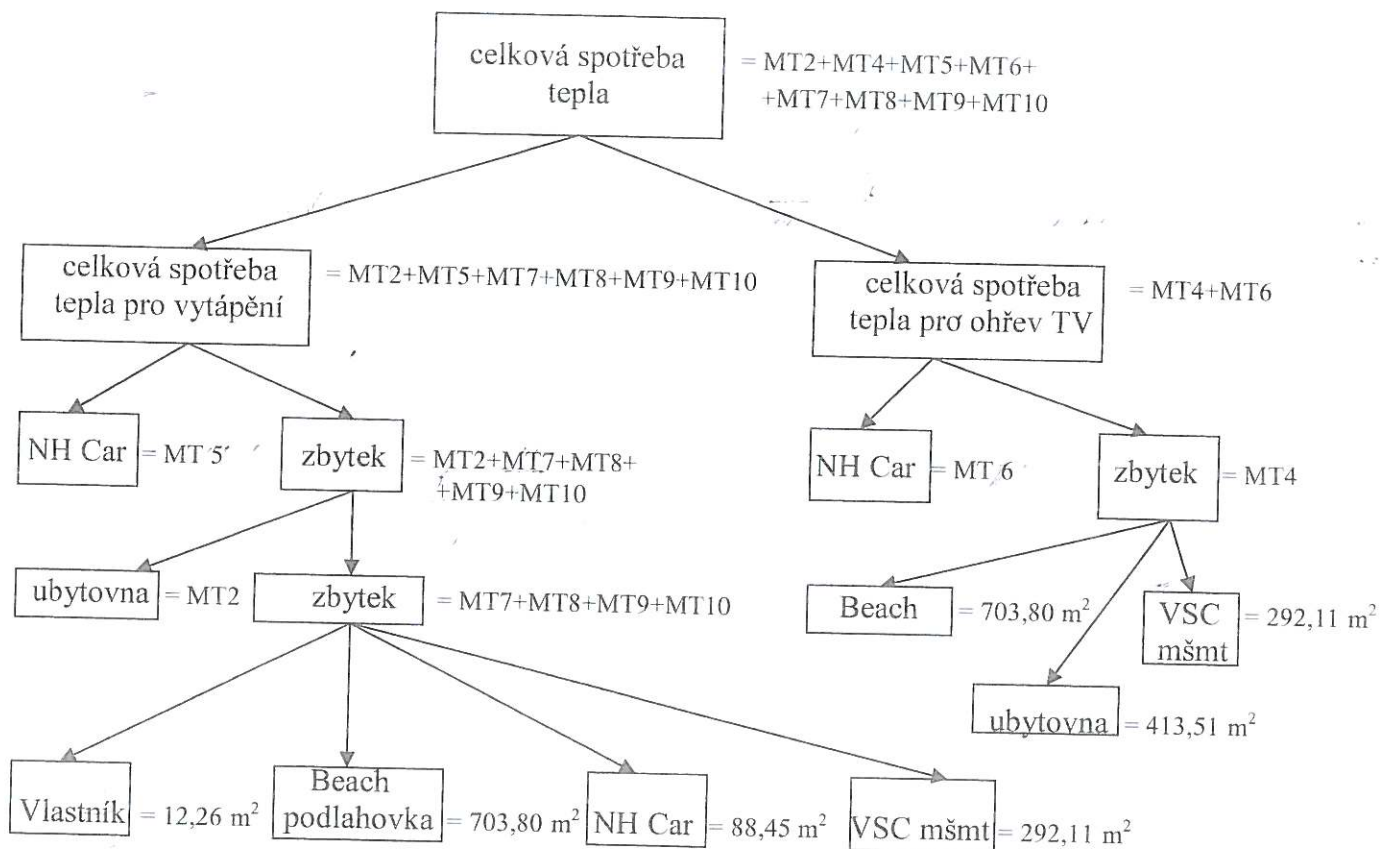 celková spotřeba
tepla
= MT2+MT4+MT5+MT6+
+MT7+MT8+MT9+MT10
celková spotřeba
tepla pro vytápění
= MT2+MT5+MT7+MT8+MT9+MT10
celková spotřeba
tepla pro ohřev TV
= MT4+MT6
NH Car = MT 5
zbytek
= MT2+MT7+MT8+
+MT9+MT10
NH Car = MT 6
zbytek = MT4
ubytovna = MT2
zbytek = MT7+MT8+MT9+MT10
Beach = 703,80 m²
VSC
mšmt
= 292,11 m²
ubytovna = 413,51 m²
Vlastník = 12,26 m²
Beach
podlahovka = 703,80 m²
NH Car = 88,45 m²
VSC mšmt = 292,11 m²